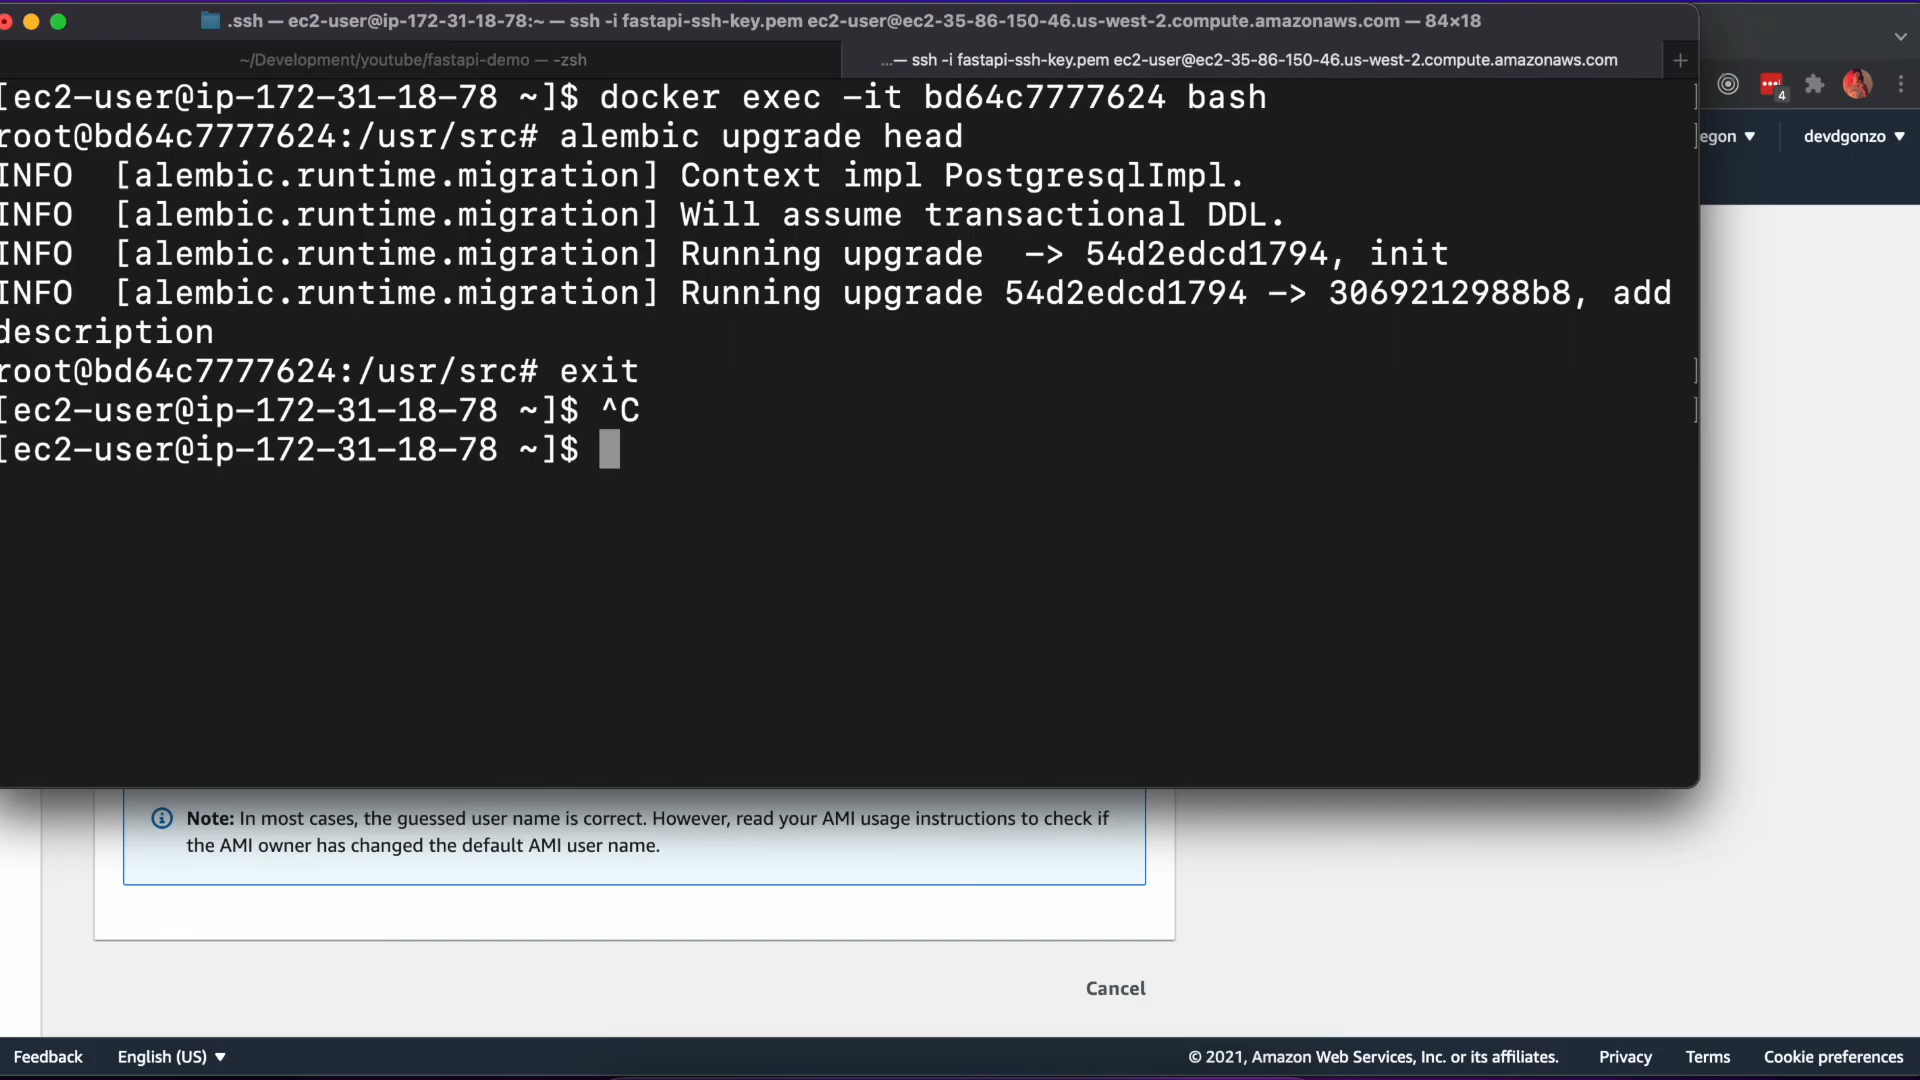 .ssh — ec2-user@ip-172-31-18-78:~ — ssh -i fastapi-ssh-key.pem ec2-user@ec2-35-86-150-46.us-west-2.compute.amazonaws.com — 84×18
~/Development/youtube/fastapi-demo — -zsh
...— ssh -i fastapi-ssh-key.pem ec2-user@ec2-35-86-150-46.us-west-2.compute.amazonaws.com
+
[ec2-user@ip-172-31-18-78 ~]$ docker exec -it bd64c7777624 bash
root@bd64c7777624:/usr/src# alembic upgrade head
INFO  [alembic.runtime.migration] Context impl PostgresqlImpl.
INFO  [alembic.runtime.migration] Will assume transactional DDL.
INFO  [alembic.runtime.migration] Running upgrade  -> 54d2edcd1794, init
INFO  [alembic.runtime.migration] Running upgrade 54d2edcd1794 -> 3069212988b8, add
description
root@bd64c7777624:/usr/src# exit
[ec2-user@ip-172-31-18-78 ~]$ ^C
[ec2-user@ip-172-31-18-78 ~]$
4
egon ▼
devdgonzo ▼
Note: In most cases, the guessed user name is correct. However, read your AMI usage instructions to check if
the AMI owner has changed the default AMI user name.
Cancel
Feedback
English (US) ▼
© 2021, Amazon Web Services, Inc. or its affiliates.
Privacy
Terms
Cookie preferences